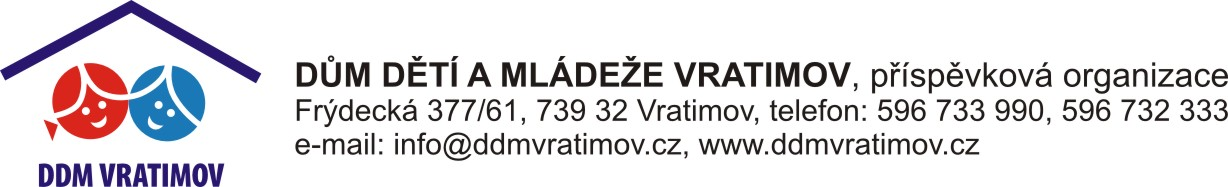 DŮM DĚTÍ A MLÁDEŽE VRATIMOV, příspěvková organizace
Frýdecká 377/61, 739 32 Vratimov, telefon: 596 733 990, 596 732 333
e-mail: info@ddmvratimov.cz, www.ddmvratimov.cz
DDM VRATIMOV